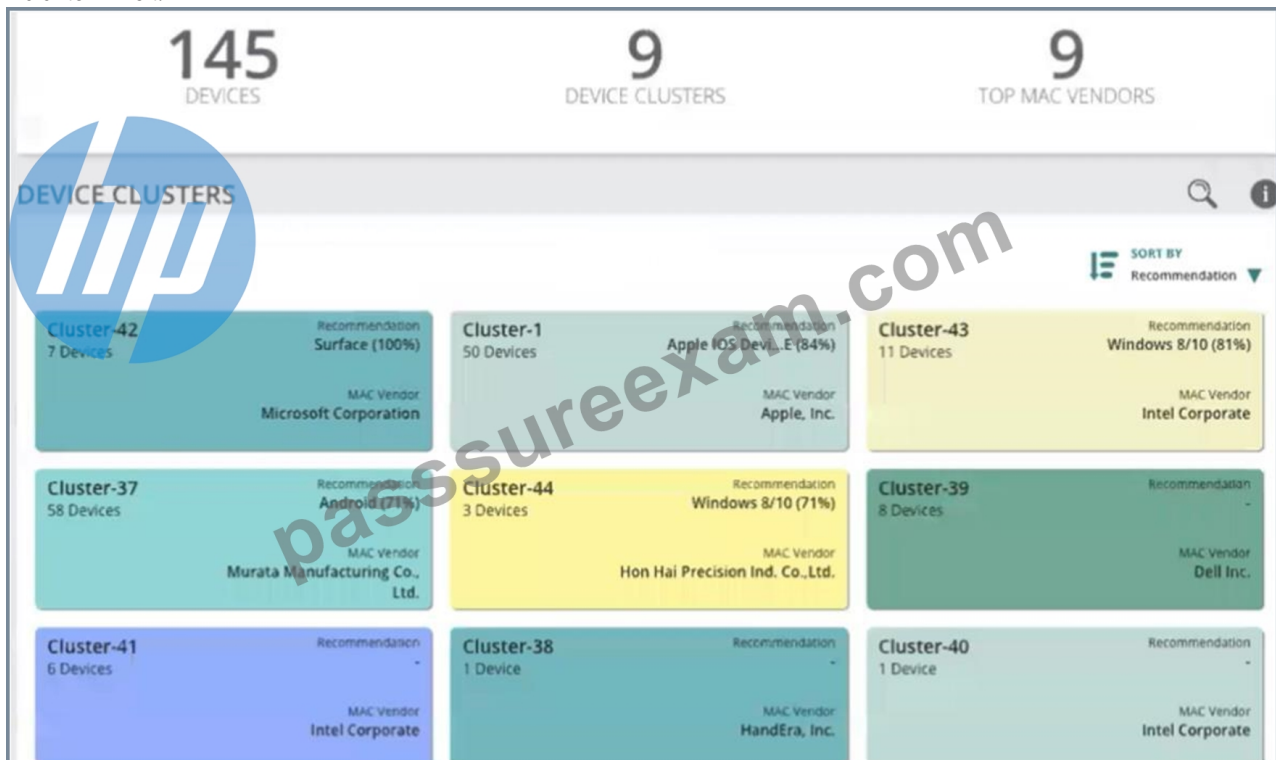 145
DEVICES
9
DEVICE CLUSTERS
9
TOP MAC VENDORS
hp
DEVICE CLUSTERS
SORT BY
Recommendation
Cluster-42
7 Devices
Recommendation
Surface (100%)
MAC Vendor
Microsoft Corporation
Cluster-1
50 Devices
Recommendation
Apple IOS Devi...E (84%)
MAC Vendor
Apple, Inc.
Cluster-43
11 Devices
Recommendation
Windows 8/10 (81%)
MAC Vendor
Intel Corporate
Cluster-37
58 Devices
Recommendation
Android (71%)
MAC Vendor
Murata Manufacturing Co.,
Ltd.
Cluster-44
3 Devices
Recommendation
Windows 8/10 (71%)
MAC Vendor
Hon Hai Precision Ind. Co.,Ltd.
Cluster-39
8 Devices
Recommendation
-
MAC Vendor
Dell Inc.
Cluster-41
6 Devices
Recommendation
-
MAC Vendor
Intel Corporate
Cluster-38
1 Device
Recommendation
-
MAC Vendor
HandEra, Inc.
Cluster-40
1 Device
Recommendation
-
MAC Vendor
Intel Corporate
passsureexam.com